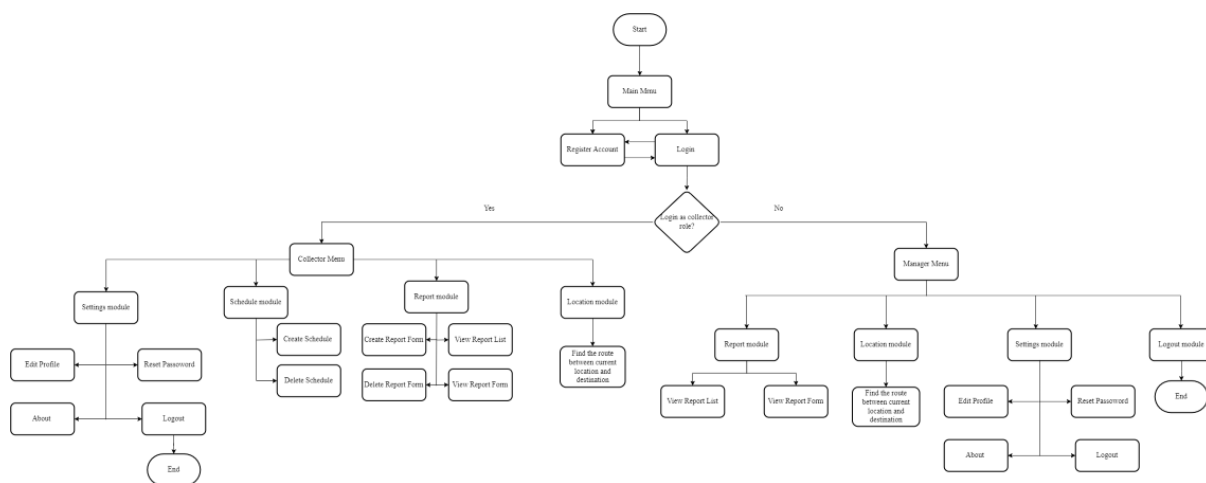 Start
Main Menu
Register Account
Login
Yes
Login as collector
role?
No
Collector Menu
Manager Menu
Settings module
Schedule module
Report module
Location module
Edit Profile
Reset Password
Create Schedule
Delete Schedule
Create Report Form
View Report List
Delete Report Form
View Report Form
Find the route
between current
location and
destination
About
Logout
End
Report module
Location module
Settings module
Logout module
View Report List
View Report Form
Find the route
between current
location and
destination
Edit Profile
Reset Passoword
End
About
Logout